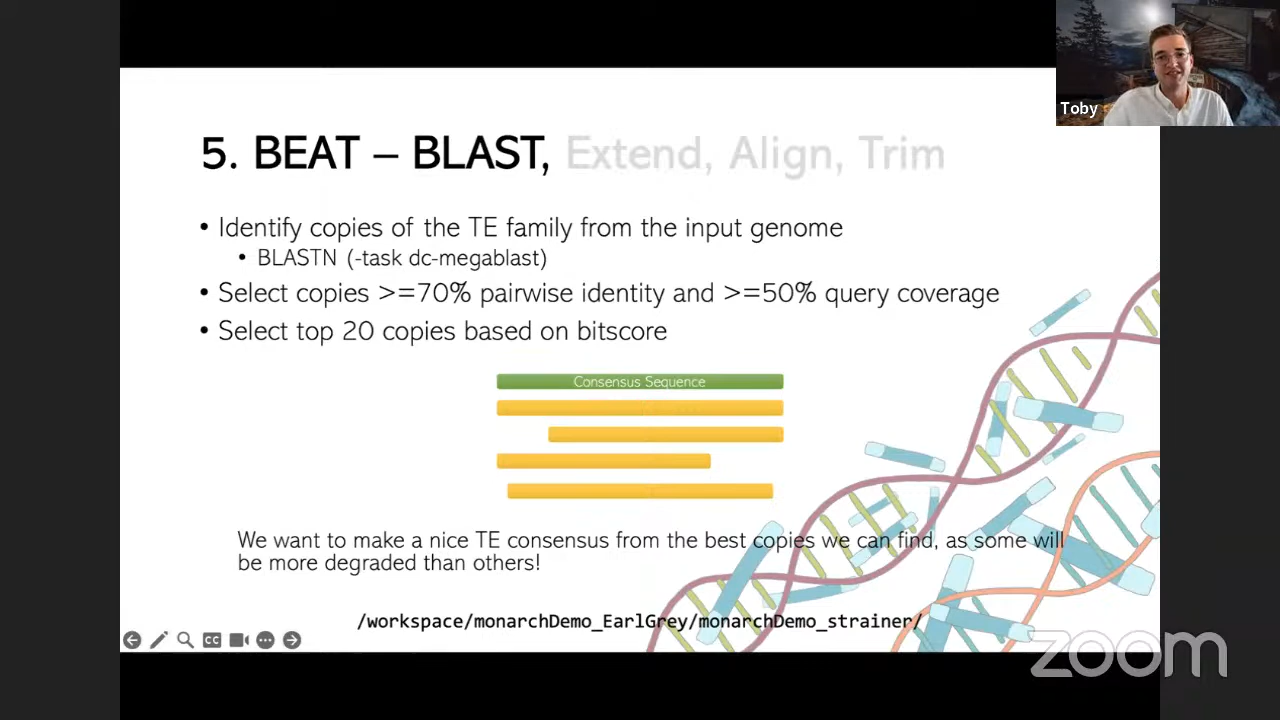 Toby
5. BEAT – BLAST, Extend, Align, Trim
• Identify copies of the TE family from the input genome
• BLASTN (-task dc-megablast)
• Select copies >=70% pairwise identity and >=50% query coverage
• Select top 20 copies based on bitscore
Consensus Sequence
We want to make a nice TE consensus from the best copies we can find, as some will
be more degraded than others!
/workspace/monarchDemo_EarlGrey/monarchDemo_strainer/
CC
zoom